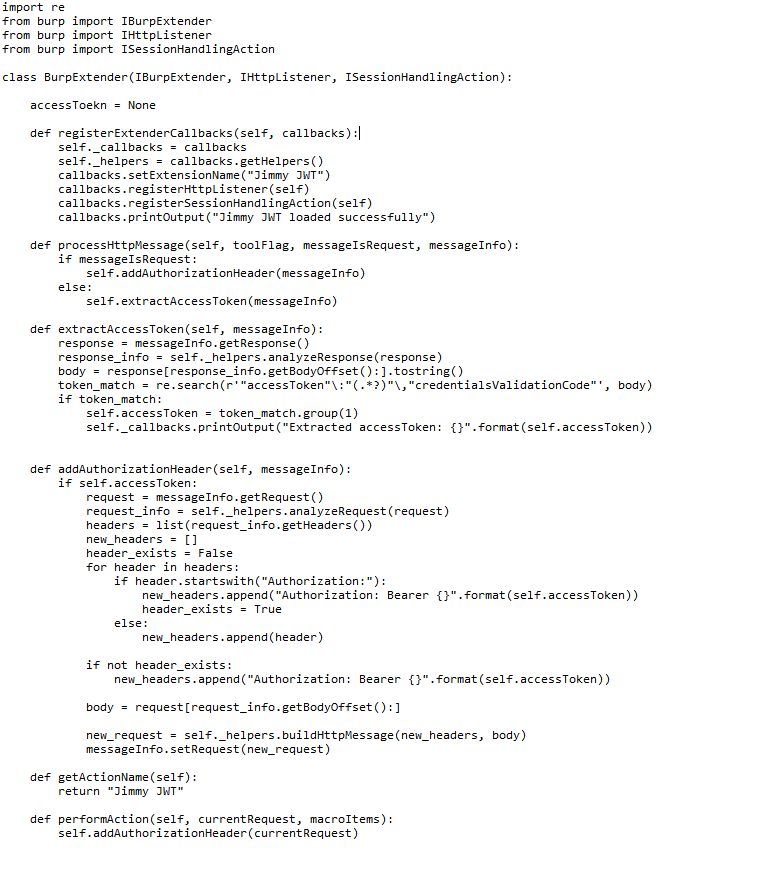 import re
from burp import IBurpExtender
from burp import IHttpListener
from burp import ISessionHandlingAction

class BurpExtender(IBurpExtender, IHttpListener, ISessionHandlingAction):

    accessToekn = None

    def registerExtenderCallbacks(self, callbacks):
        self._callbacks = callbacks
        self._helpers = callbacks.getHelpers()
        callbacks.setExtensionName("Jimmy JWT")
        callbacks.registerHttpListener(self)
        callbacks.registerSessionHandlingAction(self)
        callbacks.printOutput("Jimmy JWT loaded successfully")

    def processHttpMessage(self, toolFlag, messageIsRequest, messageInfo):
        if messageIsRequest:
            self.addAuthorizationHeader(messageInfo)
        else:
            self.extractAccessToken(messageInfo)

    def extractAccessToken(self, messageInfo):
        response = messageInfo.getResponse()
        response_info = self._helpers.analyzeResponse(response)
        body = response[response_info.getBodyOffset():].tostring()
        token_match = re.search(r'"accessToken"\:"(.*?)"\,"credentialsValidationCode"', body)
        if token_match:
            self.accessToken = token_match.group(1)
            self._callbacks.printOutput("Extracted accessToken: {}".format(self.accessToken))


    def addAuthorizationHeader(self, messageInfo):
        if self.accessToken:
            request = messageInfo.getRequest()
            request_info = self._helpers.analyzeRequest(request)
            headers = list(request_info.getHeaders())
            new_headers = []
            header_exists = False
            for header in headers:
                if header.startswith("Authorization:"):
                    new_headers.append("Authorization: Bearer {}".format(self.accessToken))
                    header_exists = True
                else:
                    new_headers.append(header)

            if not header_exists:
                new_headers.append("Authorization: Bearer {}".format(self.accessToken))

            body = request[request_info.getBodyOffset():]

            new_request = self._helpers.buildHttpMessage(new_headers, body)
            messageInfo.setRequest(new_request)

    def getActionName(self):
        return "Jimmy JWT"

    def performAction(self, currentRequest, macroItems):
        self.addAuthorizationHeader(currentRequest)